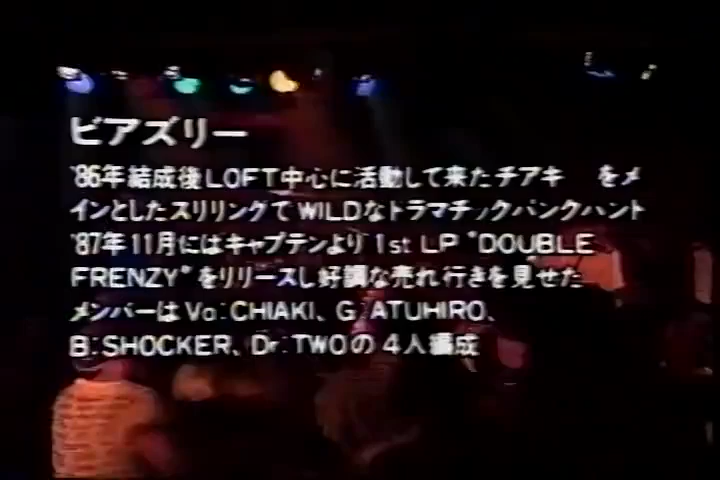 ビアズリー
'86年結成後LOFT中心に活動して来たチアキ　をメ
インとしたスリリングでWILDなドラマチックパンクバンド
'87年11月にはキャプテンより1st LP "DOUBLE
FRENZY"をリリースし好調な売れ行きを見せた
メンバーはVo:CHIAKI、G:ATUHIRO、
B:SHOCKER、Dr:TWOの4人編成